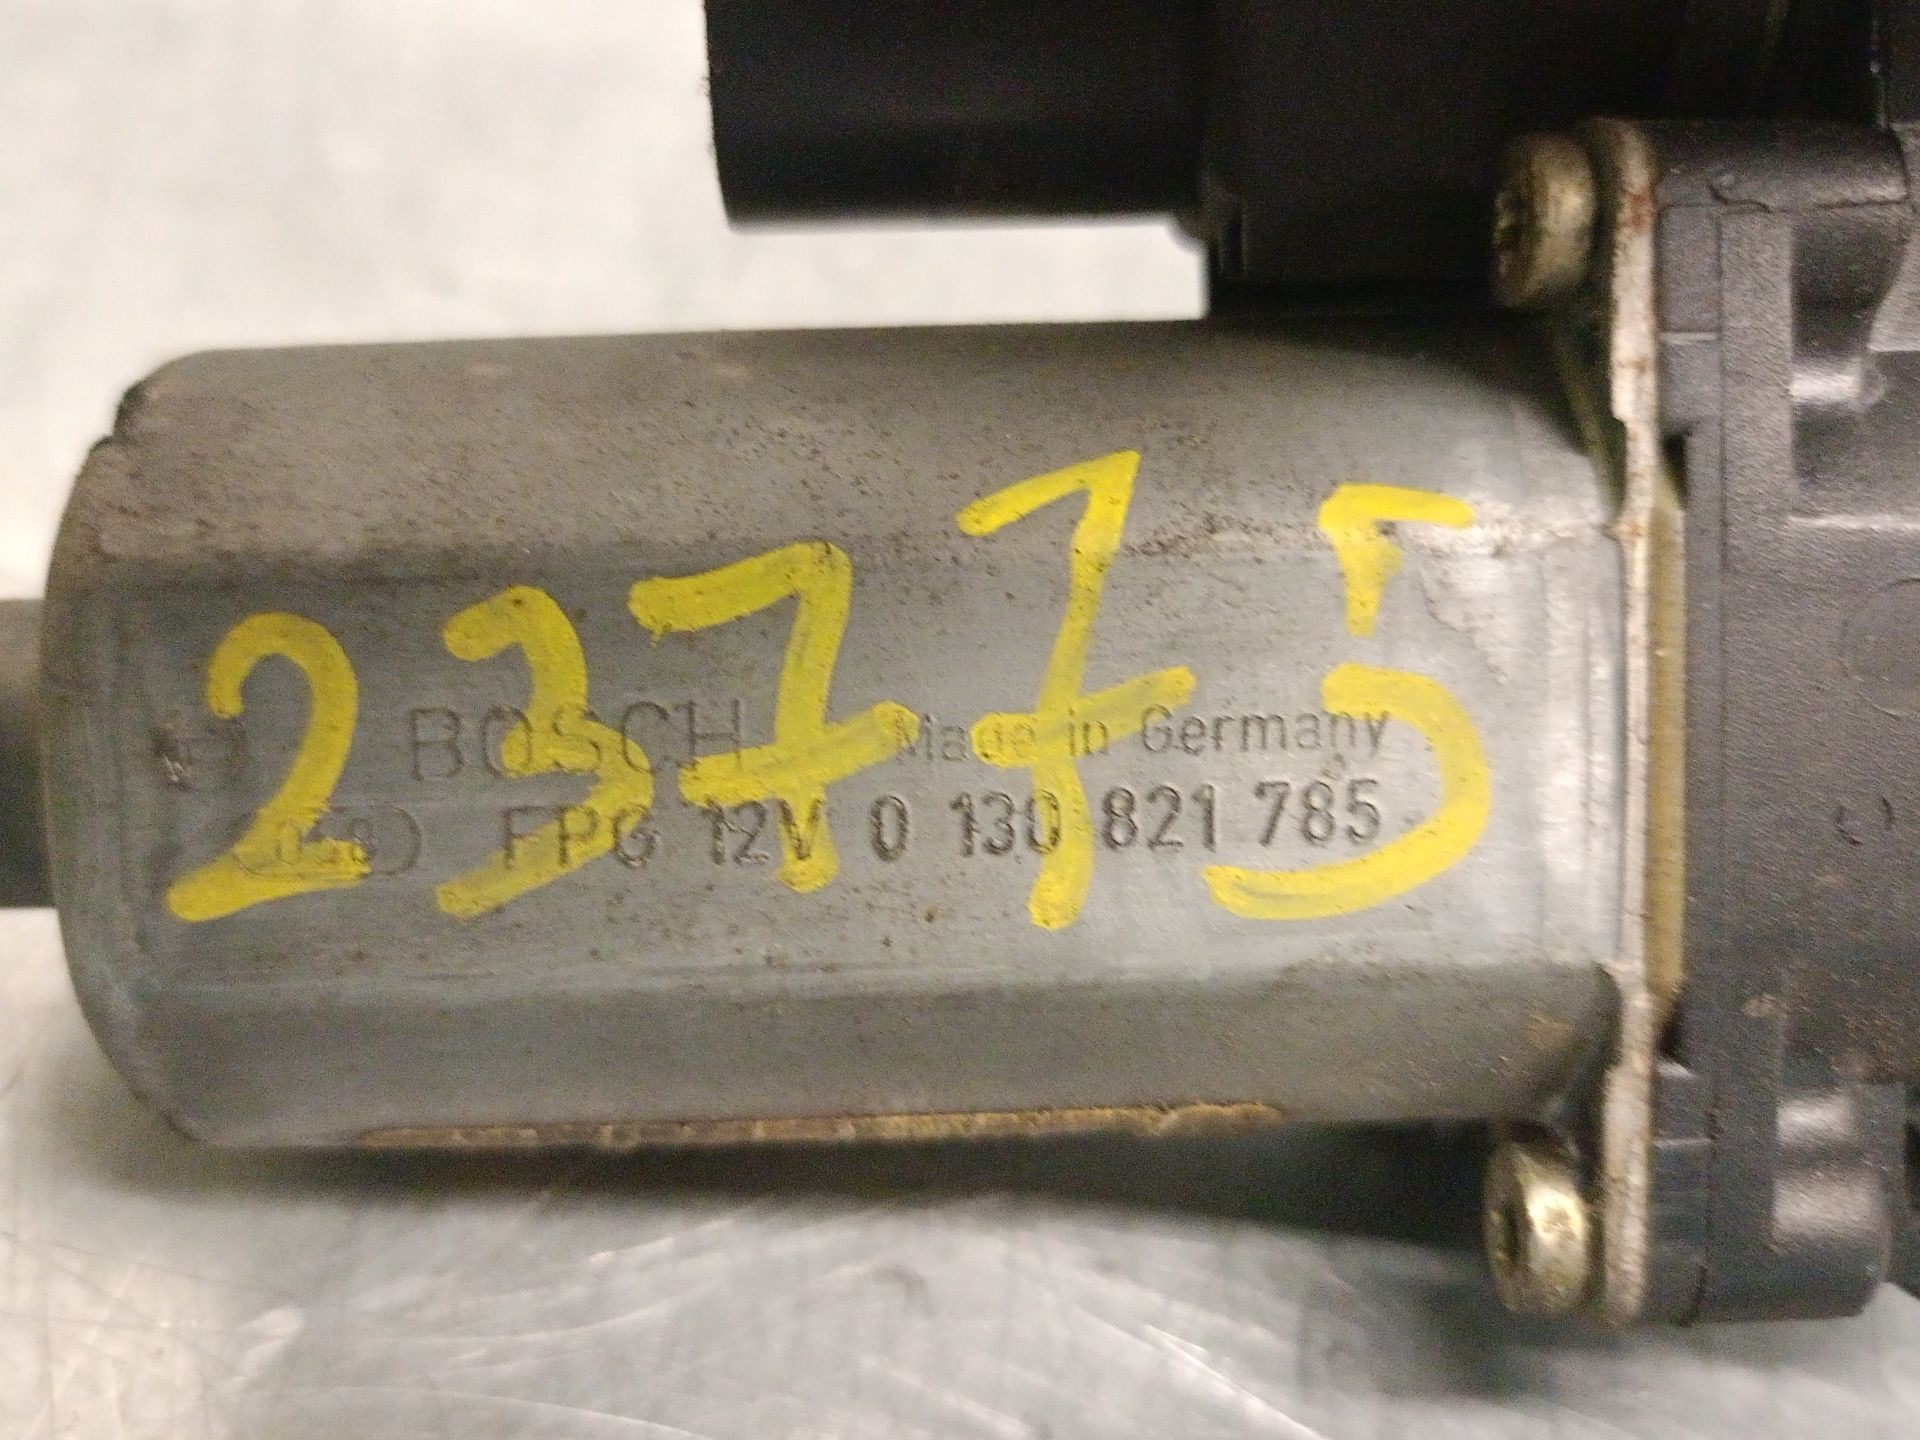 23775
BOSCH Made in Germany
FPG 12V 0 130 821 785